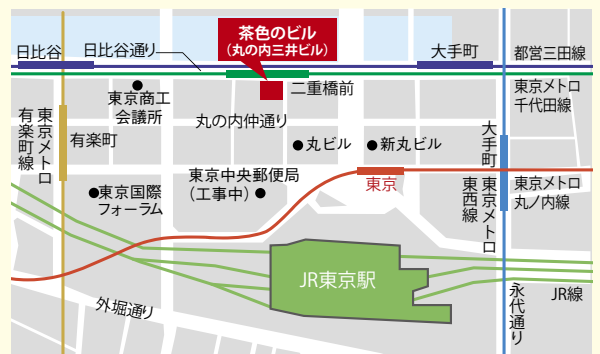 茶色のビル
(丸の内三井ビル)
日比谷
日比谷通り
大手町
都営三田線
東京メトロ
千代田線
東京商工
会議所
二重橋前
丸の内仲通り
東京メトロ
有楽町線
有楽町
丸ビル
新丸ビル
大手町
東京中央郵便局
(工事中)
東京
東京国際
フォーラム
東京メトロ
東西線
東京メトロ
丸ノ内線
JR東京駅
外堀通り
永代通り
JR線